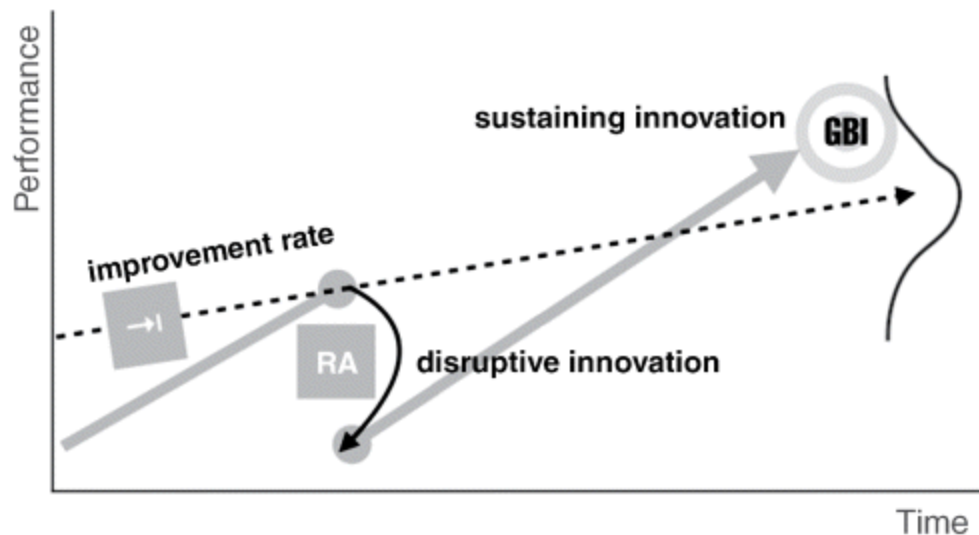 Performance
sustaining innovation
GBI
improvement rate
RA
disruptive innovation
Time